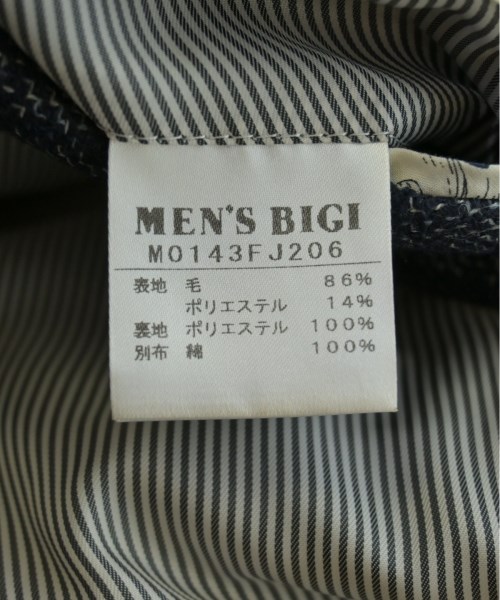 MEN'S BIGI
M0143FJ206
表地 毛 86%
ポリエステル 14%
裏地 ポリエステル 100%
別布 綿 100%